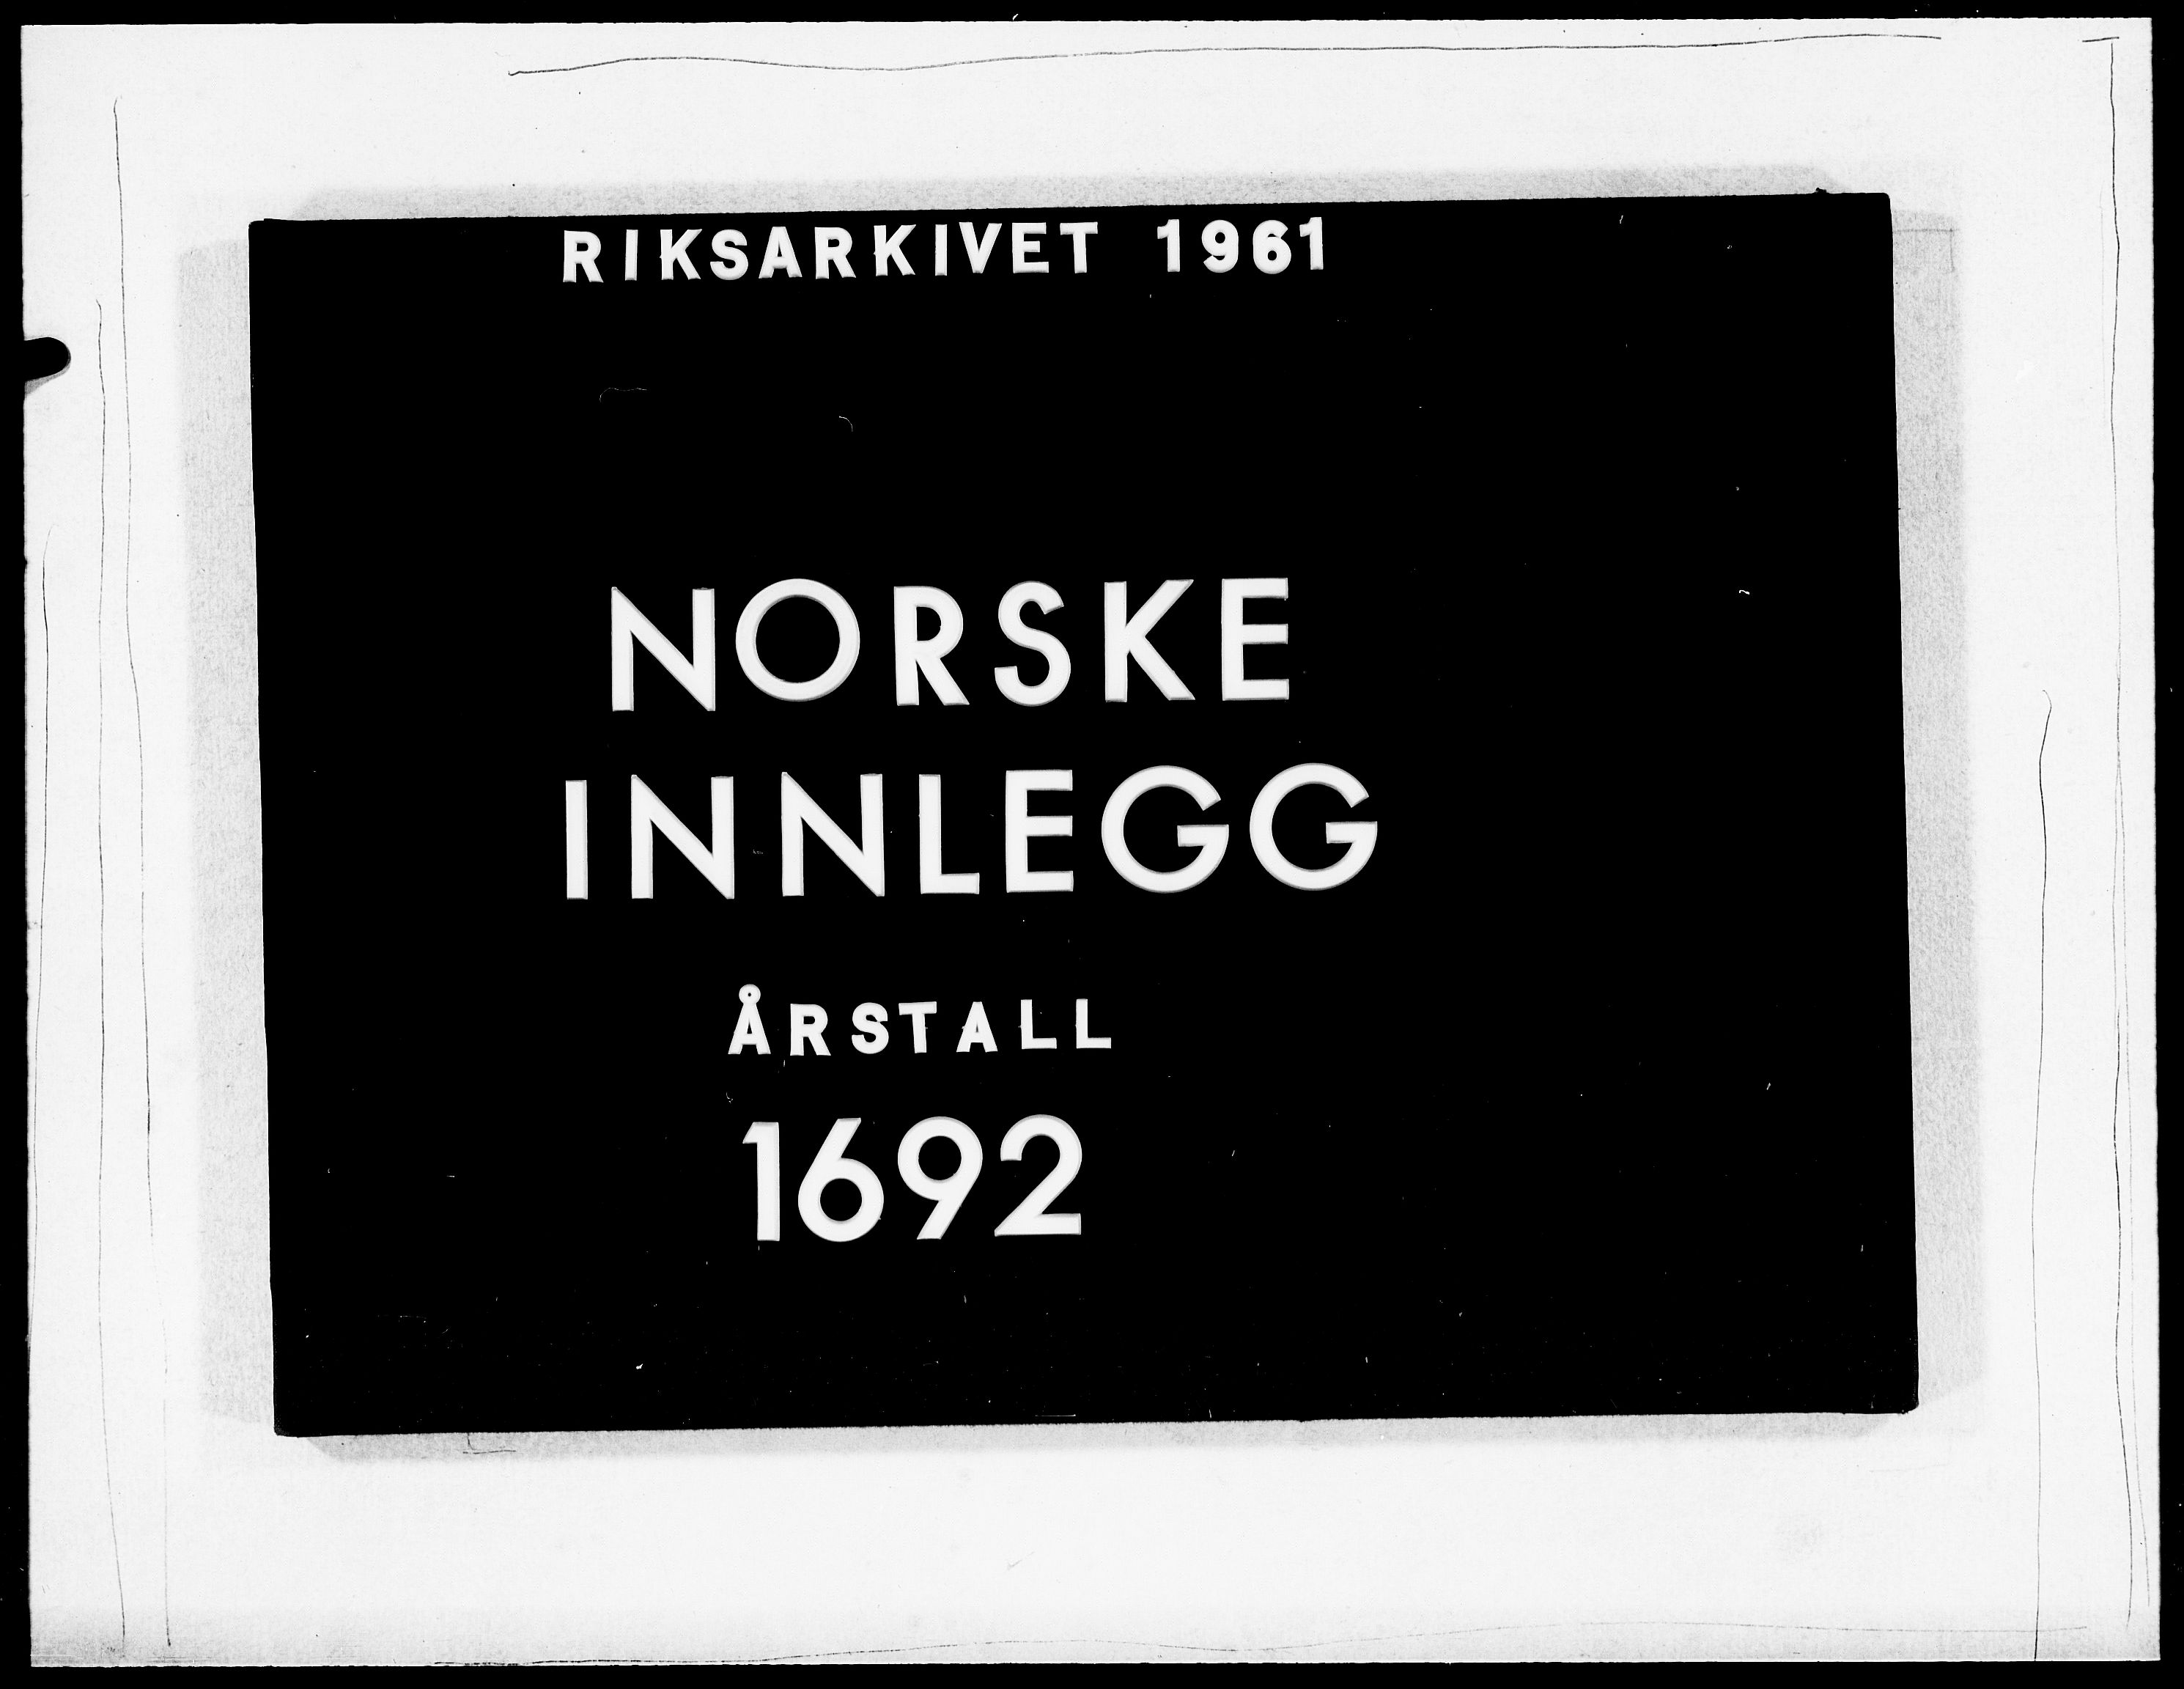 RIKSARKIVET 1961
NORSKE
INNLEGG
ÅRSTALL
1692